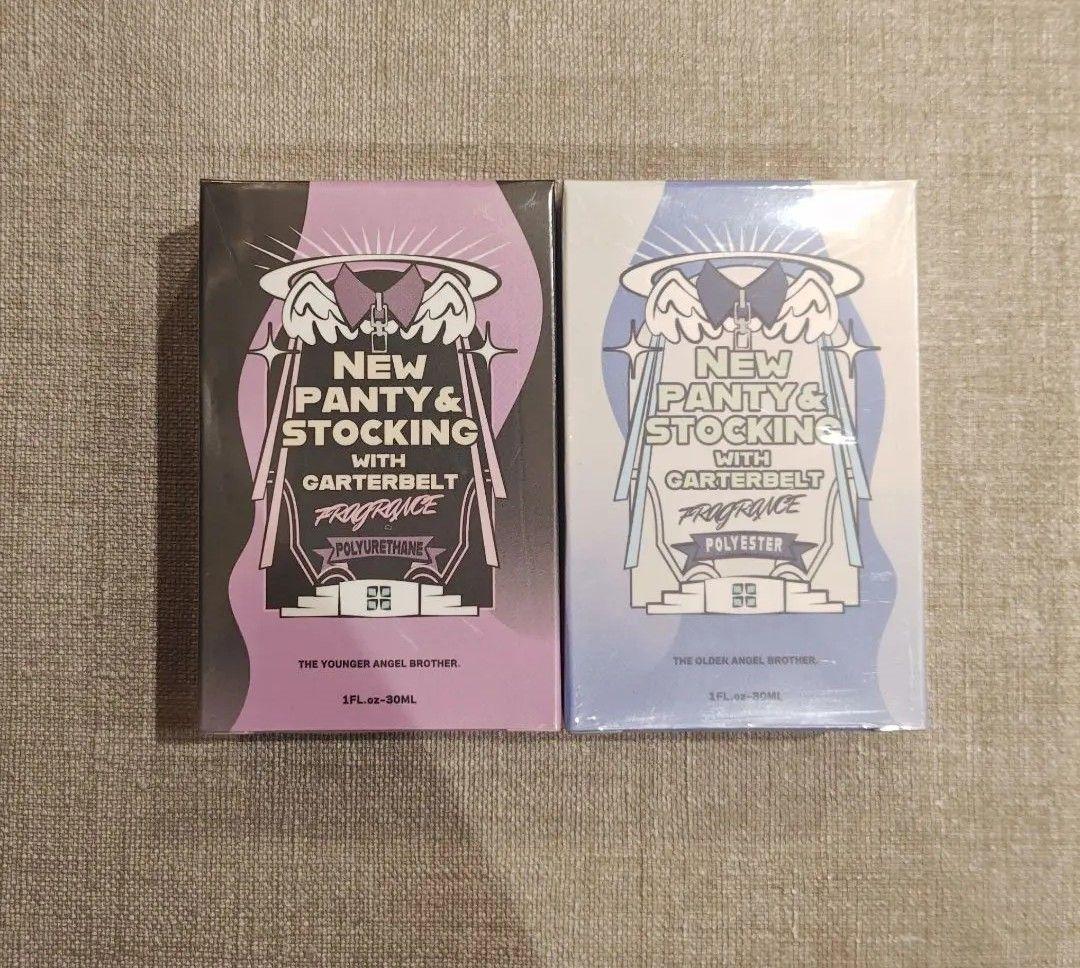 NEW
PANTY &
STOCKING
WITH
GARTERBELT
FRAGRANCE
POLYURETHANE
THE YOUNGER ANGEL BROTHER.
1FL.oz-30ML
NEW
PANTY &
STOCKING
WITH
GARTERBELT
FRAGRANCE
POLYESTER
THE OLDER ANGEL BROTHER.
1FL.oz-30ML